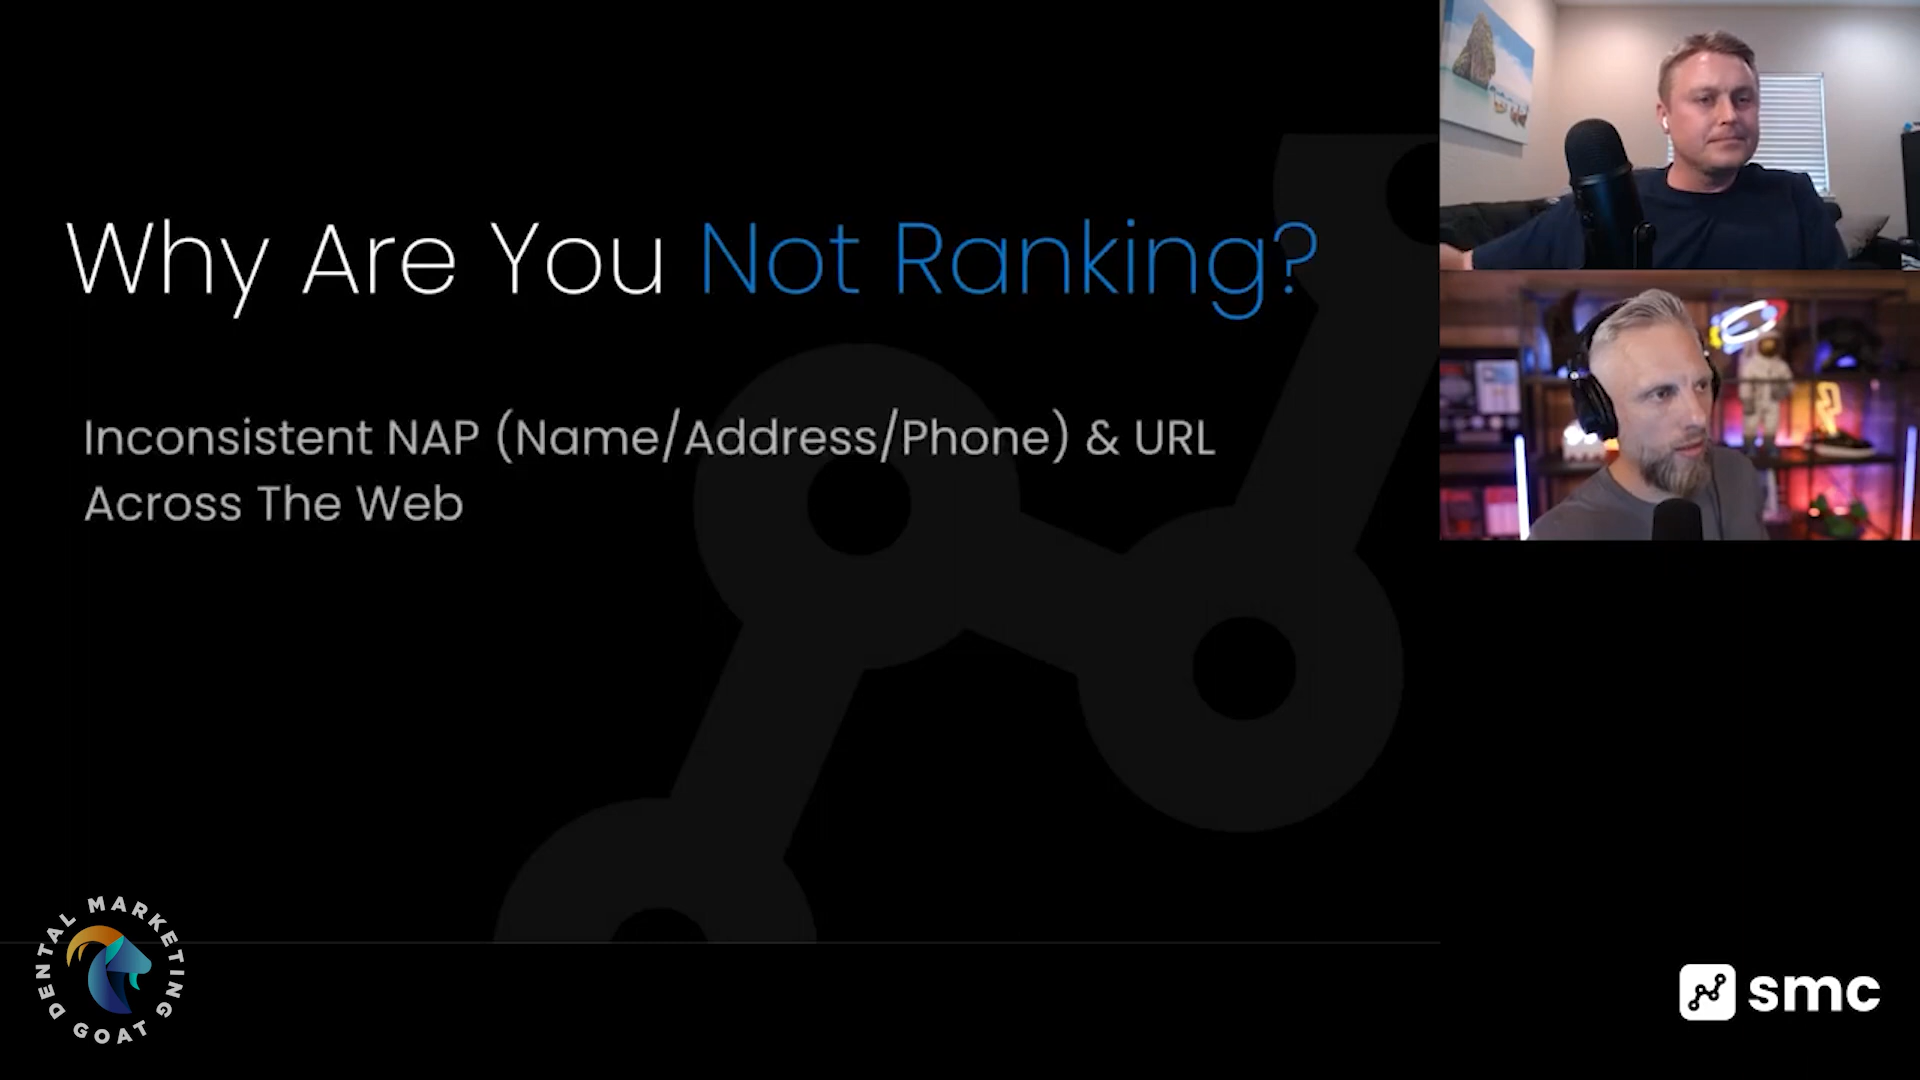 Why Are You Not Ranking?
Inconsistent NAP (Name/Address/Phone) & URL
Across The Web
DENTAL MARKETING
GOAT
smc